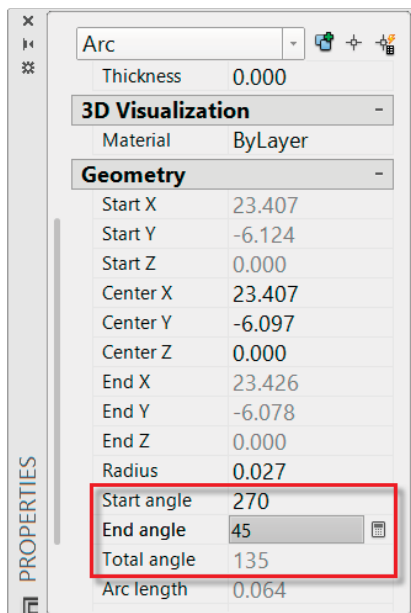 Arc
Thickness 0.000
3D Visualization
Material ByLayer
Geometry
Start X 23.407
Start Y -6.124
Start Z 0.000
Center X 23.407
Center Y -6.097
Center Z 0.000
End X 23.426
End Y -6.078
End Z 0.000
Radius 0.027
Start angle 270
End angle 45
Total angle 135
Arc length 0.064
PROPERTIES